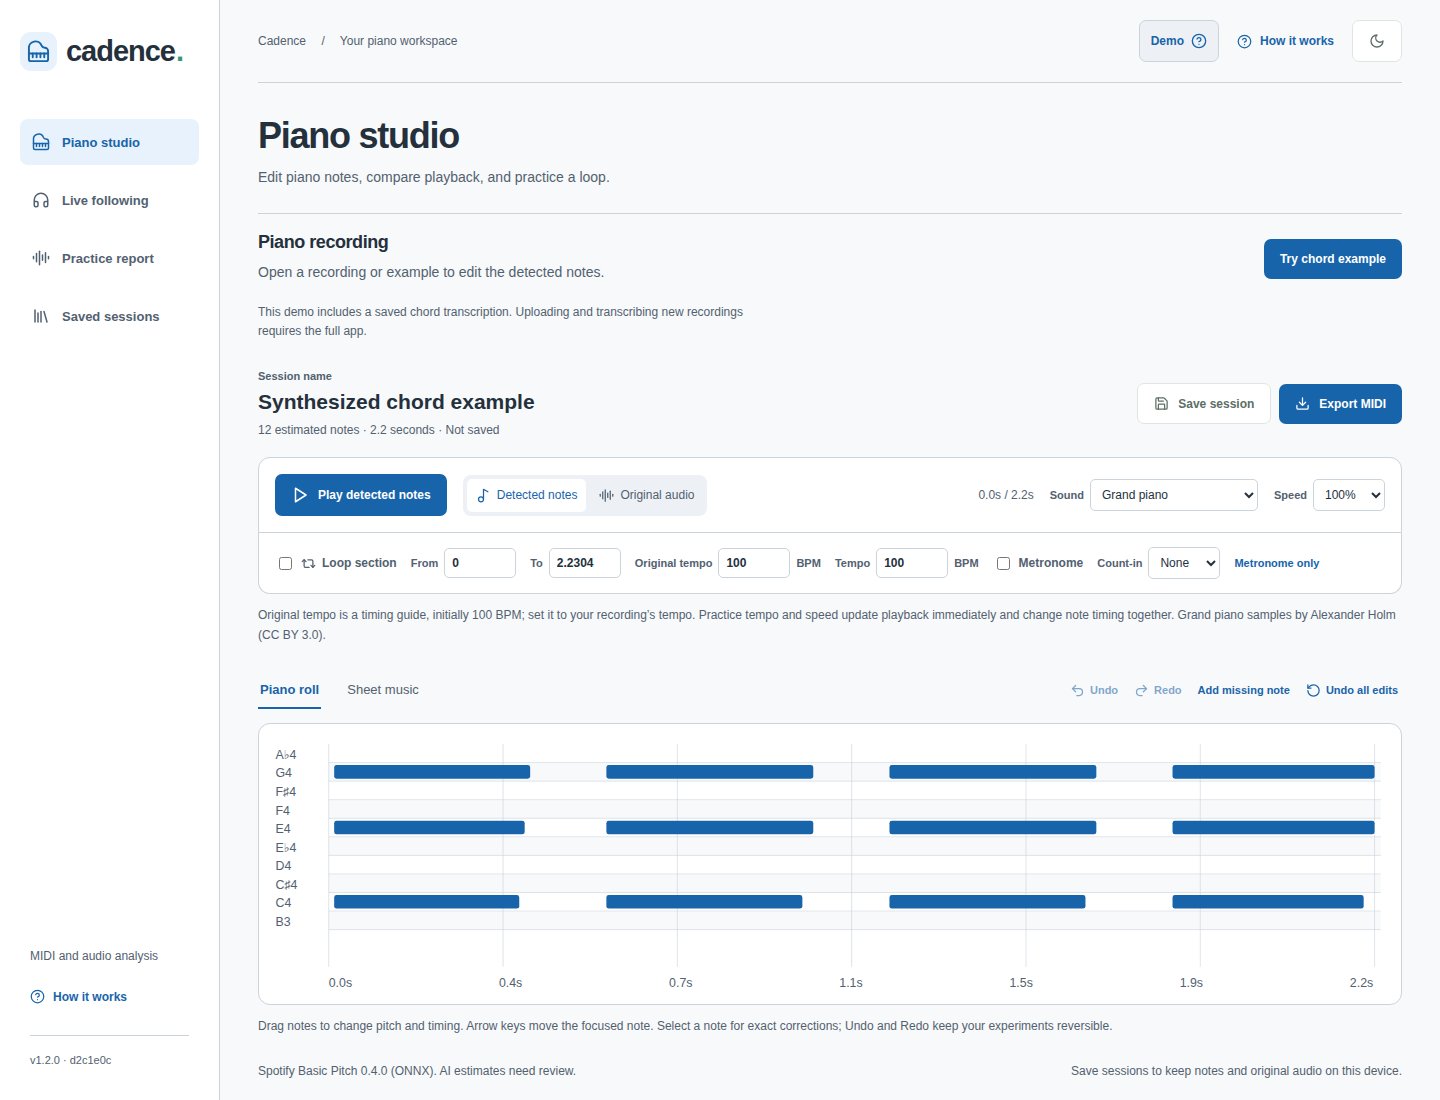 cadence.
Piano studio
Live following
Practice report
Saved sessions
MIDI and audio analysis
How it works
v1.2.0 · d2c1e0c
Cadence / Your piano workspace
Demo
How it works
Piano studio
Edit piano notes, compare playback, and practice a loop.
Piano recording
Open a recording or example to edit the detected notes.
Try chord example
This demo includes a saved chord transcription. Uploading and transcribing new recordings
requires the full app.
Session name
Synthesized chord example
12 estimated notes · 2.2 seconds · Not saved
Save session
Export MIDI
Play detected notes
Detected notes
Original audio
0.0s / 2.2s
Sound
Grand piano
Speed
100%
Loop section
From
0
To
2.2304
Original tempo
100
BPM
Tempo
100
BPM
Metronome
Count-in
None
Metronome only
Original tempo is a timing guide, initially 100 BPM; set it to your recording’s tempo. Practice tempo and speed update playback immediately and change note timing together. Grand piano samples by Alexander Holm
(CC BY 3.0).
Piano roll
Sheet music
Undo
Redo
Add missing note
Undo all edits
A♭4
G4
F♯4
F4
E4
E♭4
D4
C♯4
C4
B3
0.0s 0.4s 0.7s 1.1s 1.5s 1.9s 2.2s
Drag notes to change pitch and timing. Arrow keys move the focused note. Select a note for exact corrections; Undo and Redo keep your experiments reversible.
Spotify Basic Pitch 0.4.0 (ONNX). AI estimates need review.
Save sessions to keep notes and original audio on this device.